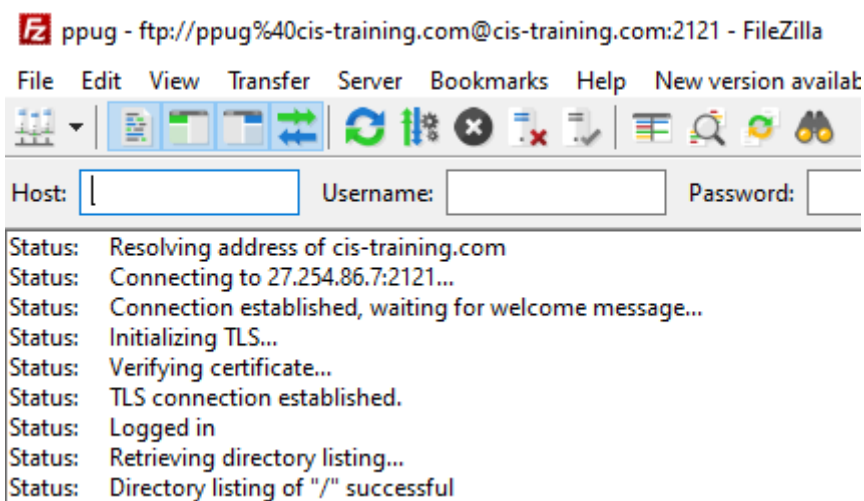 ppug - ftp://ppug%40cis-training.com@cis-training.com:2121 - FileZilla
File Edit View Transfer Server Bookmarks Help New version availab
Host: Username: Password:
Status: Resolving address of cis-training.com
Status: Connecting to 27.254.86.7:2121...
Status: Connection established, waiting for welcome message...
Status: Initializing TLS...
Status: Verifying certificate...
Status: TLS connection established.
Status: Logged in
Status: Retrieving directory listing...
Status: Directory listing of "/" successful